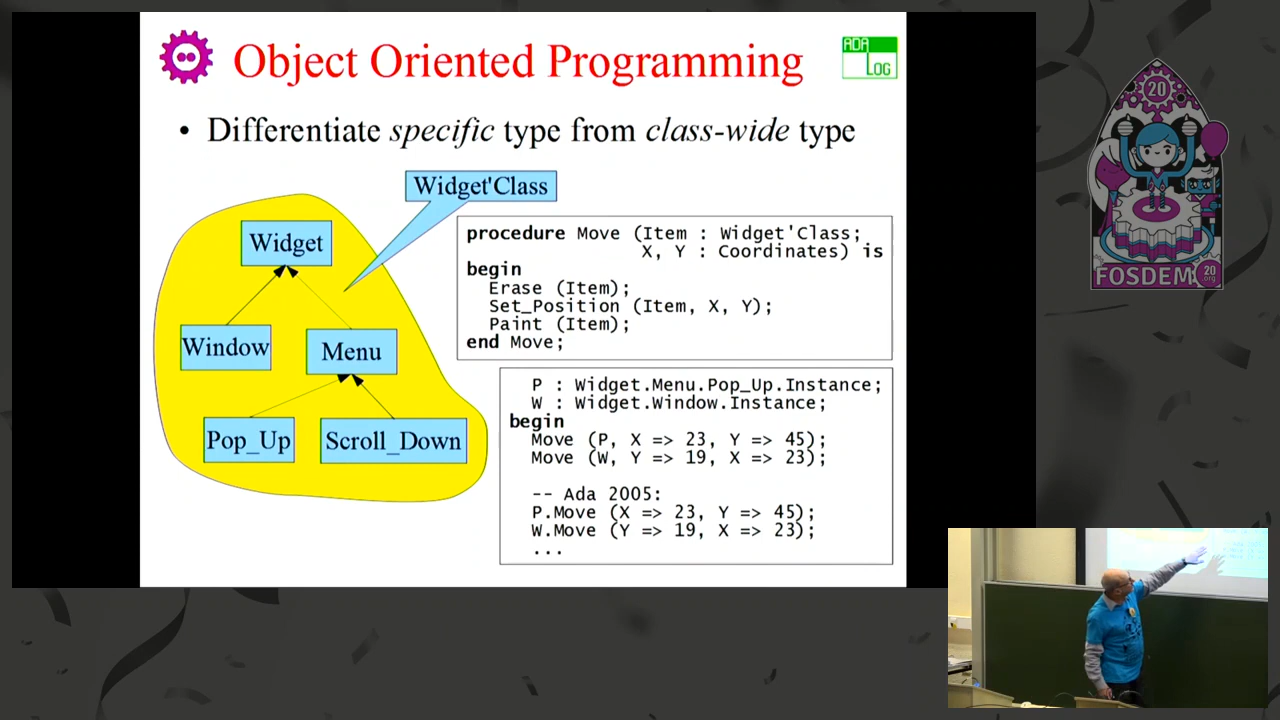 Object Oriented Programming
ADA
LOG
• Differentiate specific type from class-wide type
Widget'Class
Widget
Window
Menu
Pop_Up
Scroll_Down
procedure Move (Item : Widget'Class;
X, Y : Coordinates) is
begin
Erase (Item);
Set_Position (Item, X, Y);
Paint (Item);
end Move;
P : Widget.Menu.Pop_Up.Instance;
W : Widget.Window.Instance;
begin
Move (P, X => 23, Y => 45);
Move (W, Y => 19, X => 23);
-- Ada 2005:
P.Move (X => 23, Y => 45);
W.Move (Y => 19, X => 23);
...
20
FOSDEM
20
.org